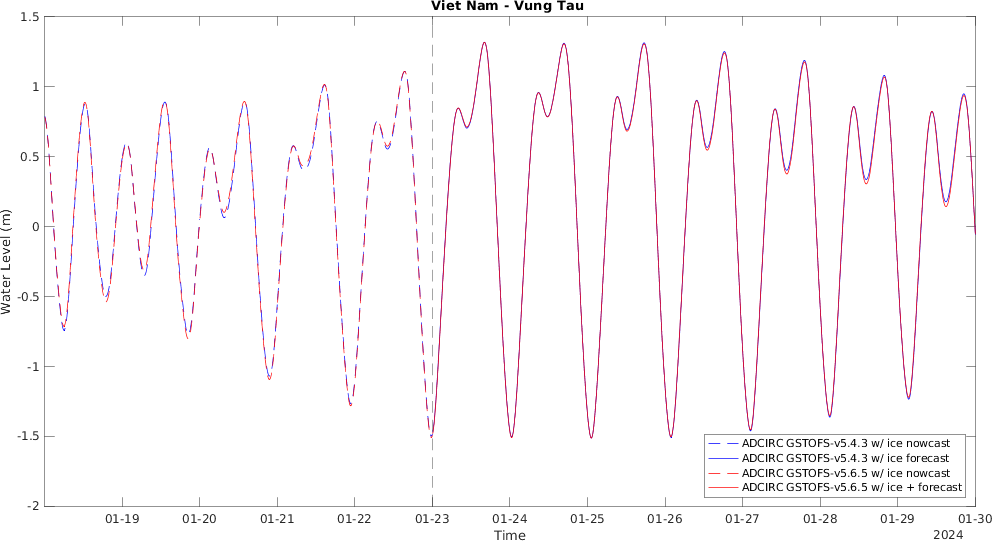 Viet Nam - Vung Tau
1.5
1
0.5
0
-0.5
-1
-1.5
-2
Water Level (m)
01-19 01-20 01-21 01-22 01-23 01-24 01-25 01-26 01-27 01-28 01-29 01-30
Time
2024
ADCIRC GSTOFS-v5.4.3 w/ ice nowcast
ADCIRC GSTOFS-v5.4.3 w/ ice forecast
ADCIRC GSTOFS-v5.6.5 w/ ice nowcast
ADCIRC GSTOFS-v5.6.5 w/ ice + forecast